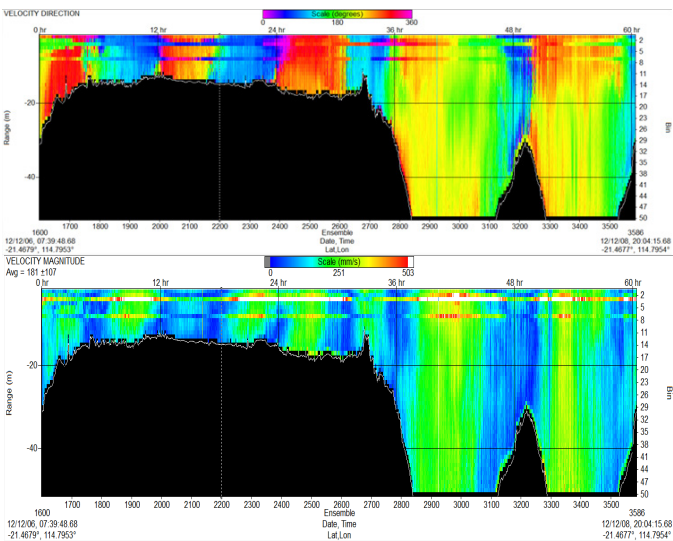 VELOCITY DIRECTION
Scale (degrees)
0 180 360
0 hr 12 hr 24 hr 36 hr 48 hr 60 hr
Range (m)
-20
-40
2
5
8
11
14
17
20
23
26
29
32
35
38
41
44
47
50
Bin
1600 1700 1800 1900 2000 2100 2200 2300 2400 2500 2600 2700 2800 2900 3000 3100 3200 3300 3400 3500 3586
Ensemble
12/12/06, 07:39:48.68 Date, Time 12/12/08, 20:04:15.68
-21.4679°, 114.7953° Lat,Lon -21.4677°, 114.7954°
VELOCITY MAGNITUDE
Avg = 181 ±107
Scale (mm/s)
0 251 503
0 hr 12 hr 24 hr 36 hr 48 hr 60 hr
Range (m)
-20
-40
2
5
8
11
14
17
20
23
26
29
32
35
38
41
44
47
50
Bin
1600 1700 1800 1900 2000 2100 2200 2300 2400 2500 2600 2700 2800 2900 3000 3100 3200 3300 3400 3500 3586
Ensemble
12/12/06, 07:39:48.68 Date, Time 12/12/08, 20:04:15.68
-21.4679°, 114.7953° Lat,Lon -21.4677°, 114.7954°